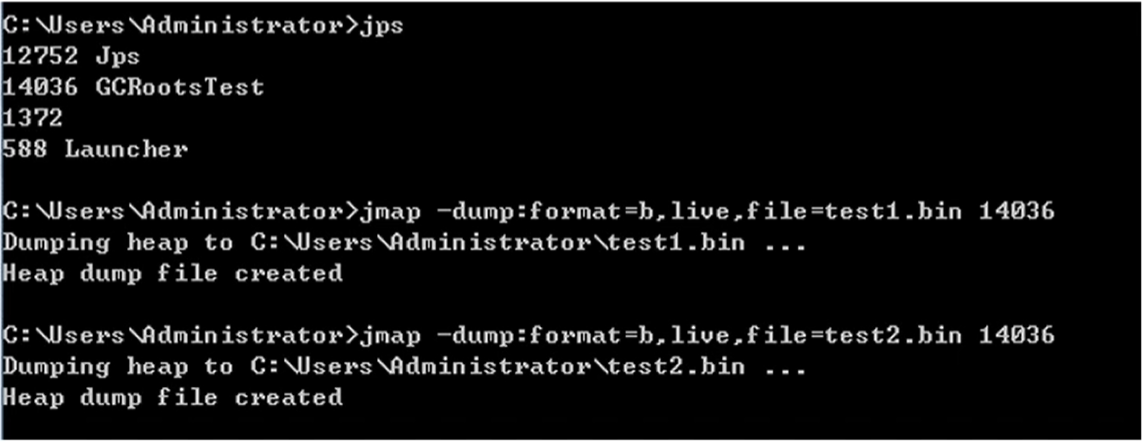 C:\Users\Administrator>jps
12752 Jps
14036 GCRootsTest
1372
588 Launcher
C:\Users\Administrator>jmap -dump:format=b,live,file=test1.bin 14036
Dumping heap to C:\Users\Administrator\test1.bin ...
Heap dump file created
C:\Users\Administrator>jmap -dump:format=b,live,file=test2.bin 14036
Dumping heap to C:\Users\Administrator\test2.bin ...
Heap dump file created